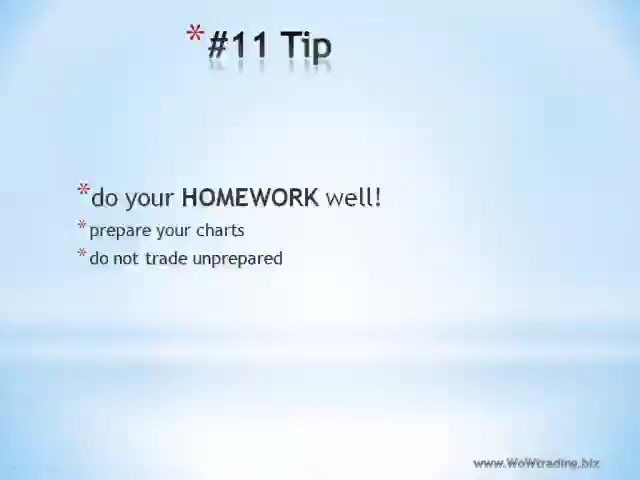 *#11 Tip
*do your HOMEWORK well!
*prepare your charts
*do not trade unprepared
www.WoWtrading.biz